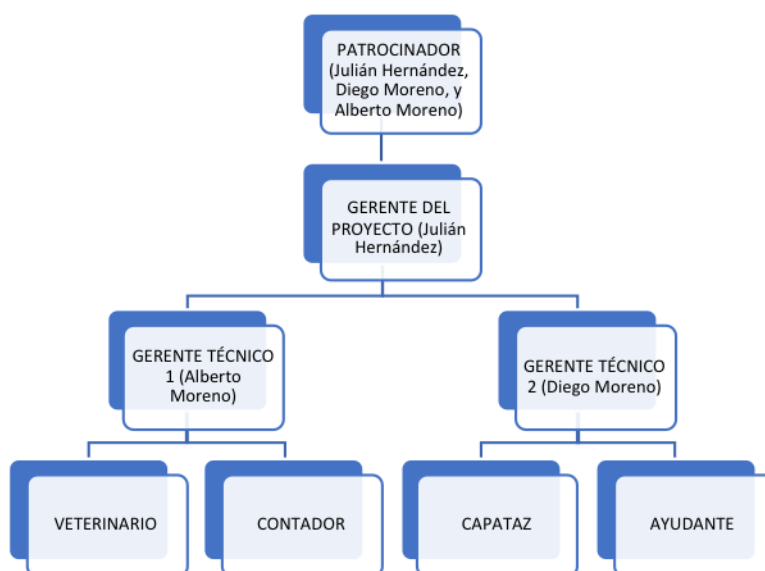 PATROCINADOR
(Julián Hernández,
Diego Moreno, y
Alberto Moreno)
GERENTE DEL
PROYECTO (Julián
Hernández)
GERENTE TÉCNICO
1 (Alberto
Moreno)
GERENTE TÉCNICO
2 (Diego Moreno)
VETERINARIO
CONTADOR
CAPATAZ
AYUDANTE